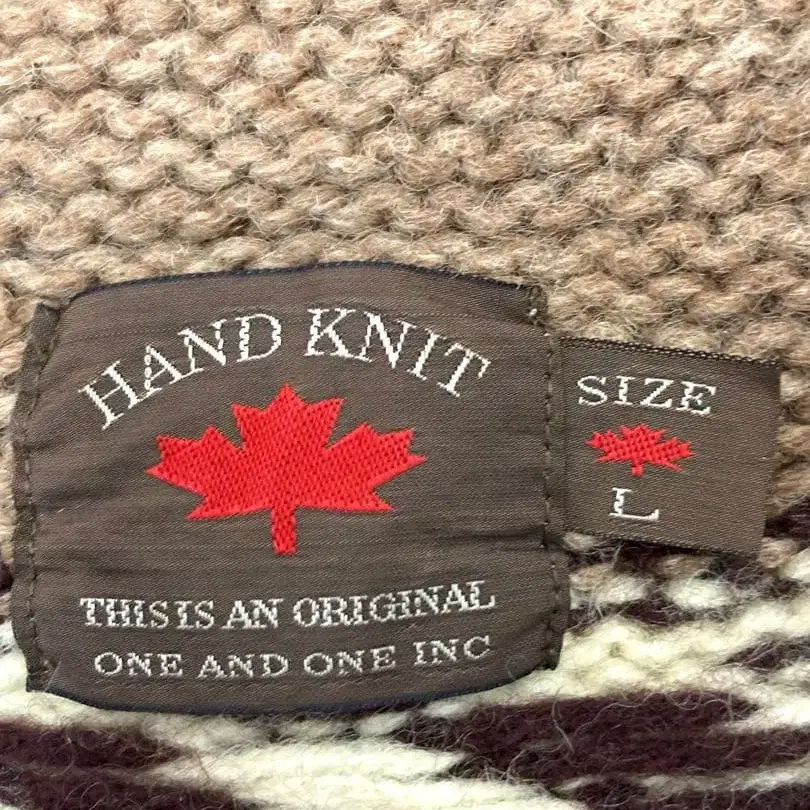 HAND KNIT
THIS IS AN ORIGINAL
ONE AND ONE INC
SIZE
L